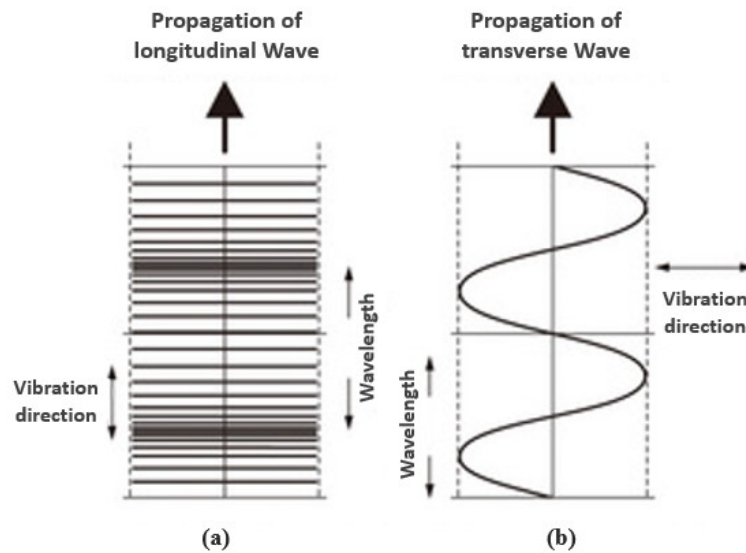 Propagation of
longitudinal Wave
Propagation of
transverse Wave
Wavelength
Vibration
direction
Vibration
direction
Wavelength
(a)
(b)